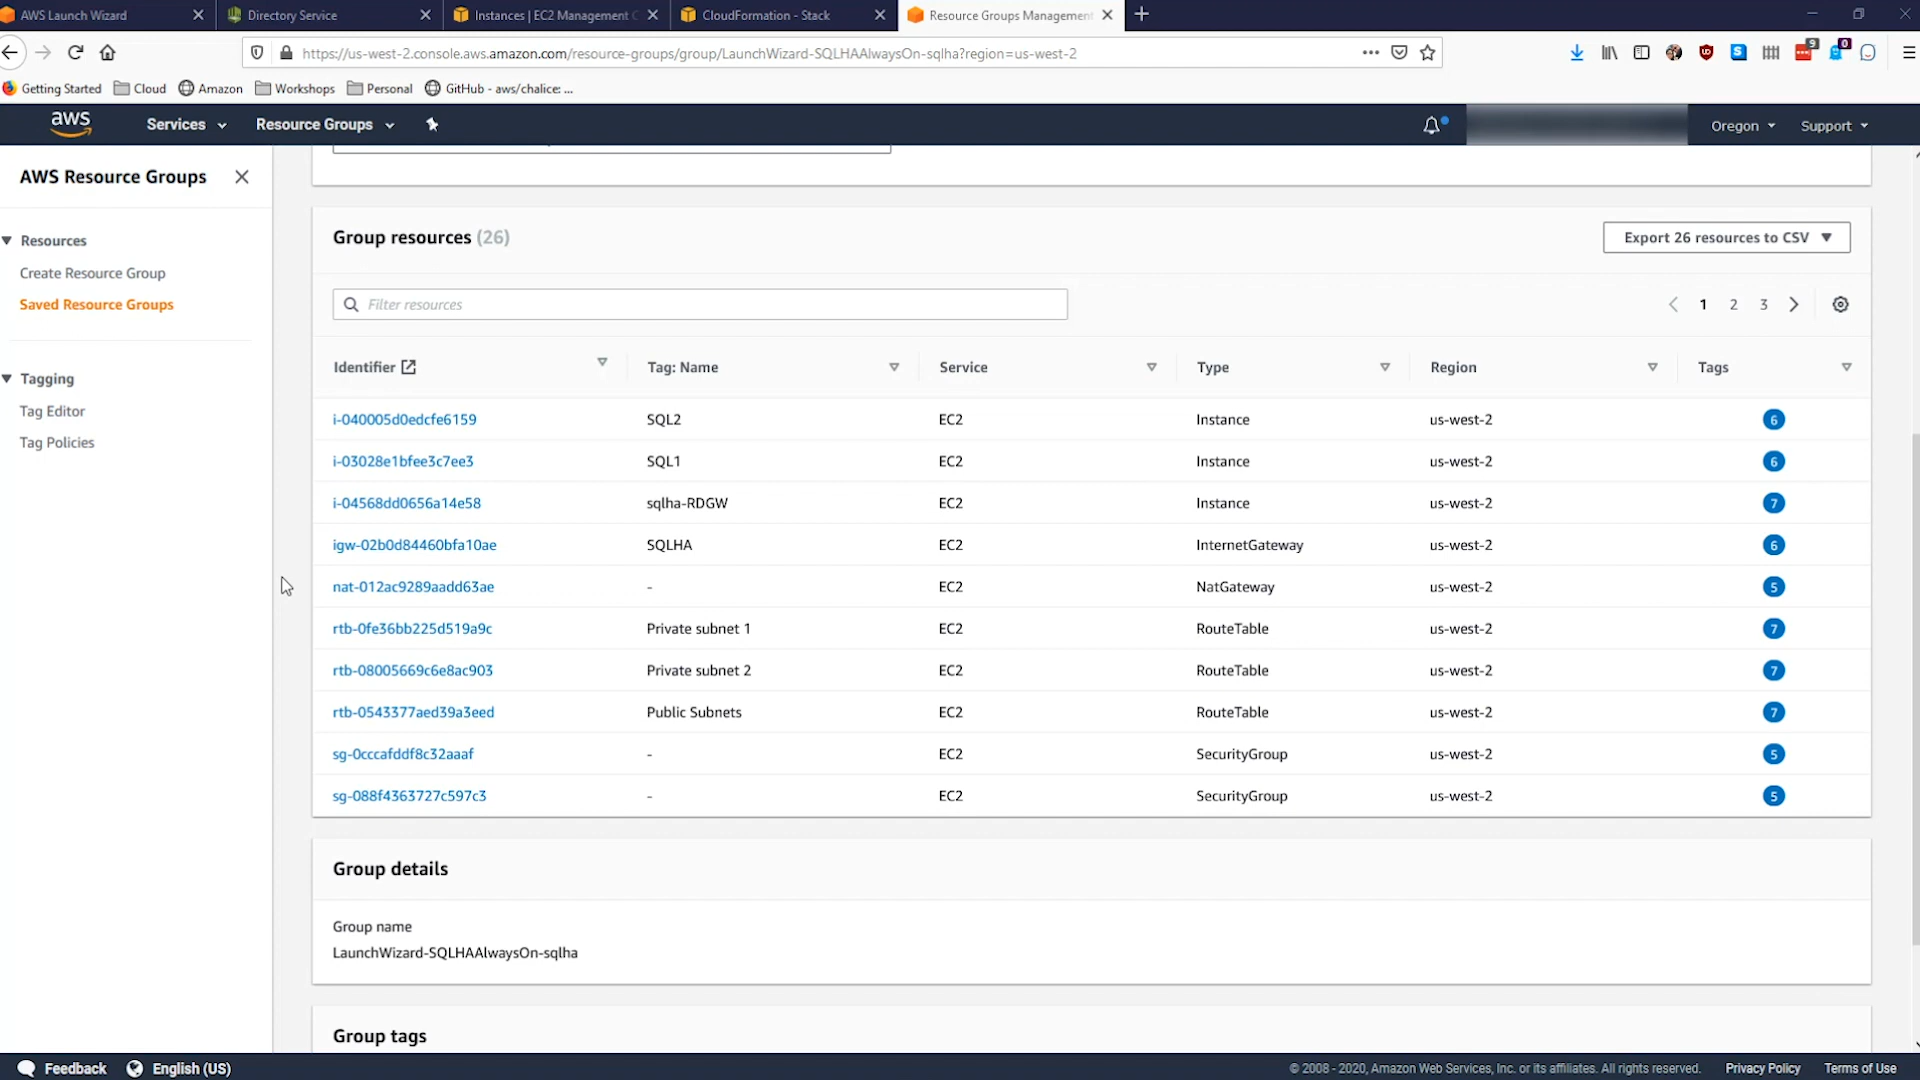 AWS Launch Wizard
Directory Service
Instances | EC2 Management C
CloudFormation - Stack
Resource Groups Management
https://us-west-2.console.aws.amazon.com/resource-groups/group/LaunchWizard-SQLHAAlwaysOn-sqlha?region=us-west-2
9
0
Getting Started
Cloud
Amazon
Workshops
Personal
GitHub - aws/chalice: ...
aws
Services
Resource Groups
Oregon
Support
AWS Resource Groups
Resources
Create Resource Group
Saved Resource Groups
Tagging
Tag Editor
Tag Policies
Group resources (26)
Export 26 resources to CSV
Filter resources
1 2 3
Identifier Tag: Name Service Type Region Tags
i-040005d0edcfe6159 SQL2 EC2 Instance us-west-2 6
i-03028e1bfee3c7ee3 SQL1 EC2 Instance us-west-2 6
i-04568dd0656a14e58 sqlha-RDGW EC2 Instance us-west-2 7
igw-02b0d84460bfa10ae SQLHA EC2 InternetGateway us-west-2 6
nat-012ac9289aadd63ae - EC2 NatGateway us-west-2 5
rtb-0fe36bb225d519a9c Private subnet 1 EC2 RouteTable us-west-2 7
rtb-08005669c6e8ac903 Private subnet 2 EC2 RouteTable us-west-2 7
rtb-0543377aed39a3eed Public Subnets EC2 RouteTable us-west-2 7
sg-0cccafddf8c32aaaf - EC2 SecurityGroup us-west-2 5
sg-088f4363727c597c3 - EC2 SecurityGroup us-west-2 5
Group details
Group name
LaunchWizard-SQLHAAlwaysOn-sqlha
Group tags
Feedback
English (US)
© 2008 - 2020, Amazon Web Services, Inc. or its affiliates. All rights reserved.
Privacy Policy
Terms of Use